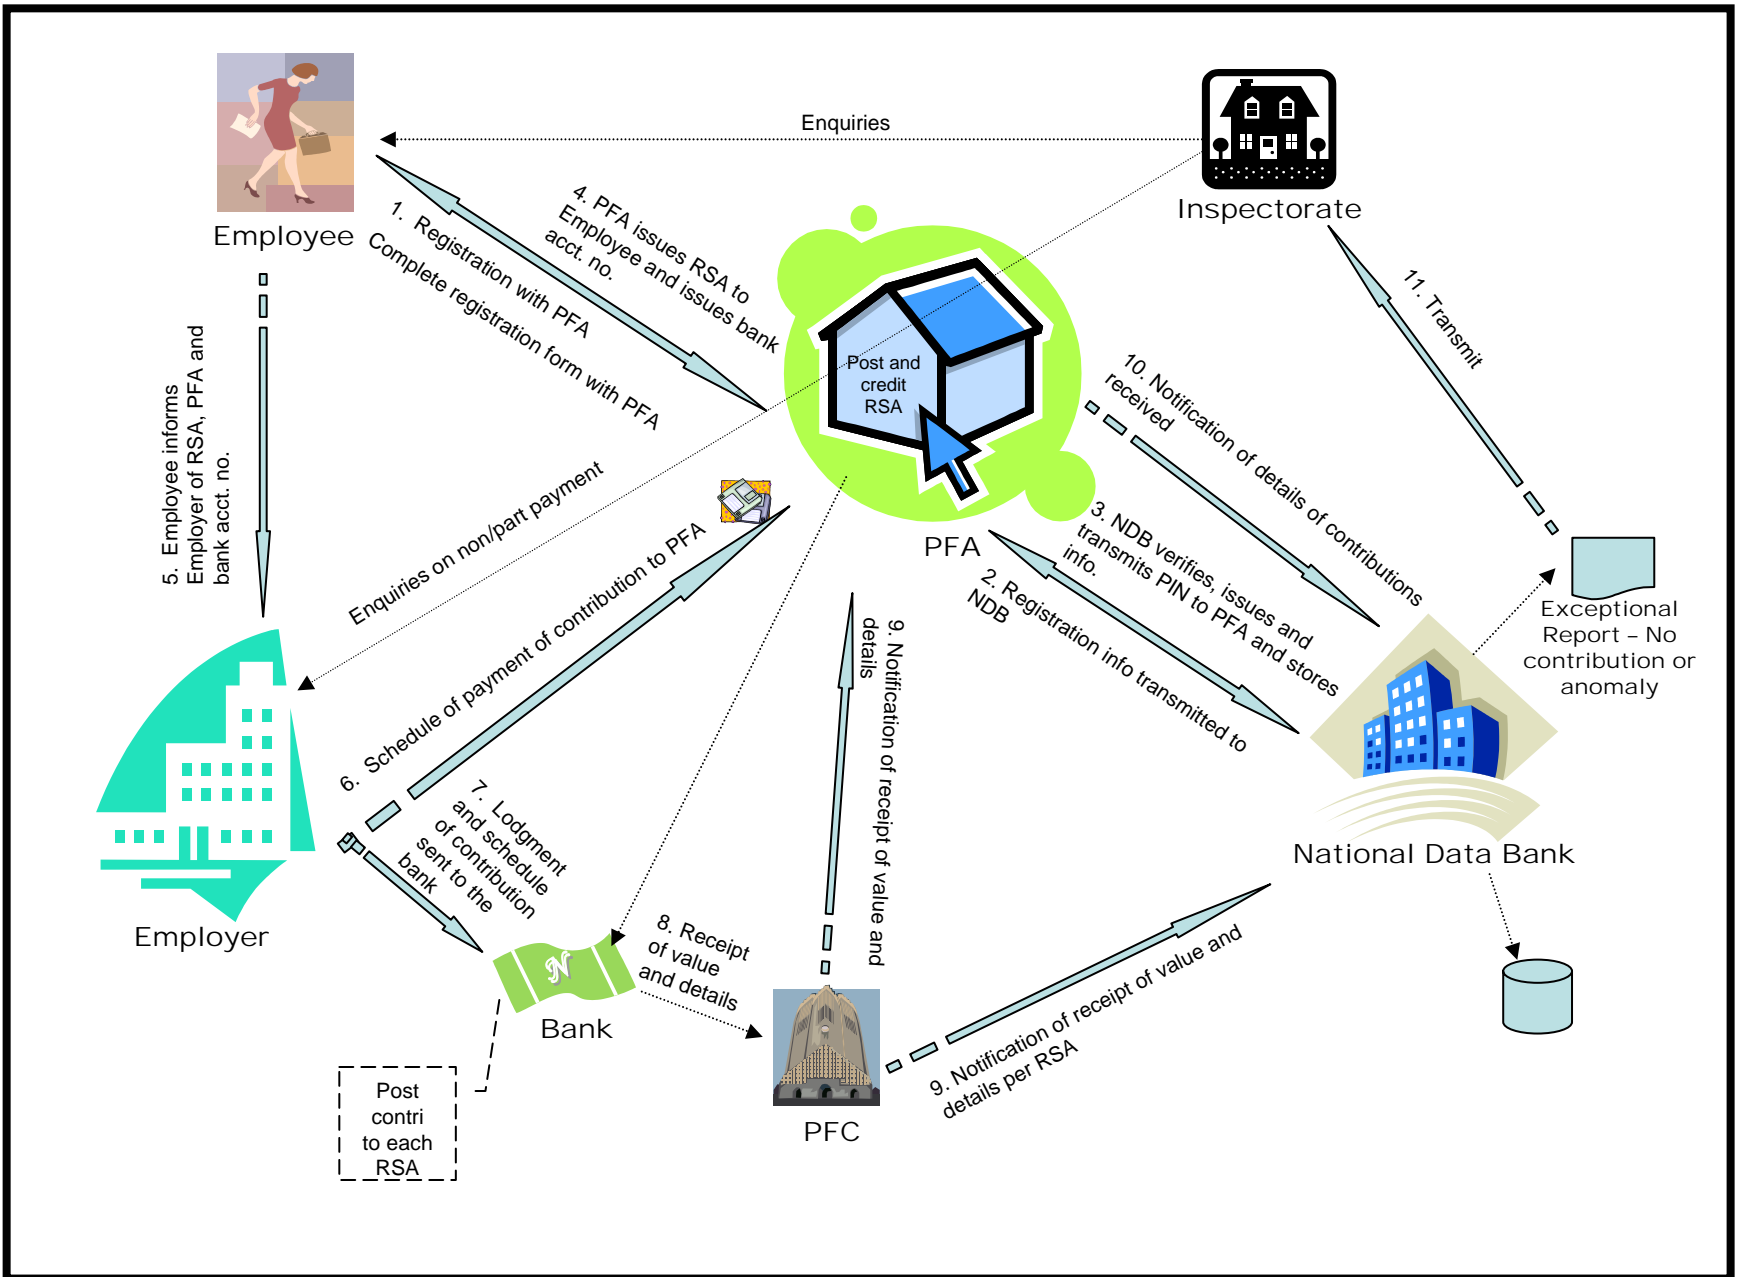 Enquiries
Employee
Inspectorate
4. PFA issues RSA to
Employee and issues bank
acct. no.
1. Registration with PFA
Complete registration form with PFA
11. Transmit
Post and
credit
RSA
10. Notification of details of contributions
received
5. Employee informs
Employer of RSA, PFA and
bank acct. no.
Enquiries on non/part payment
PFA
3. NDB verifies, issues and
transmits PIN to PFA and stores
info.
2. Registration info transmitted to
NDB
Exceptional
Report – No
contribution or
anomaly
6. Schedule of payment of contribution to PFA
9. Notification of receipt of value and
details
7. Lodgment
and schedule
of contribution
sent to the
bank
National Data Bank
Employer
8. Receipt
of value
and details
N
Bank
9. Notification of receipt of value and
details per RSA
Post
contri
to each
RSA
PFC